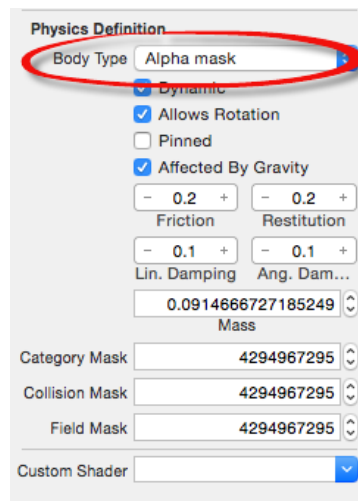 Physics Definition
Body Type Alpha mask
Dynamic
Allows Rotation
Pinned
Affected By Gravity
− 0.2 + − 0.2 +
Friction Restitution
− 0.1 + − 0.1 +
Lin. Damping Ang. Dam...
0.0914666727185249
Mass
Category Mask 4294967295
Collision Mask 4294967295
Field Mask 4294967295
Custom Shader